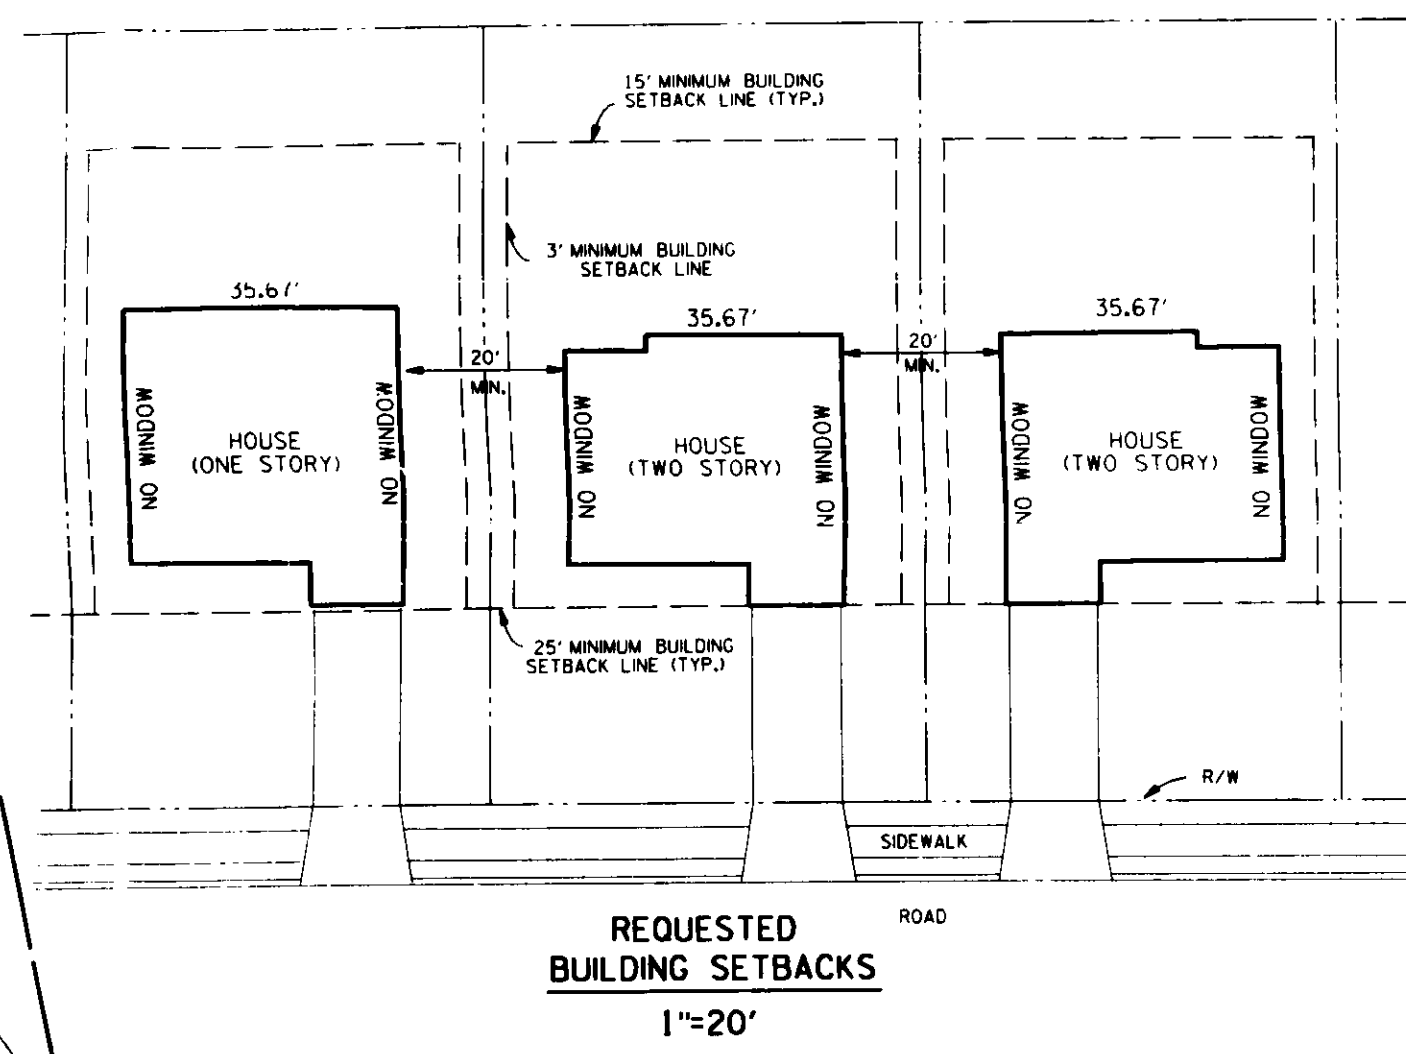 15' MINIMUM BUILDING
SETBACK LINE (TYP.)
3' MINIMUM BUILDING
SETBACK LINE
35.67'
35.67'
35.67'
20'
MIN.
20'
MIN.
NO WINDOW
HOUSE
(ONE STORY)
NO WINDOW
NO WINDOW
HOUSE
(TWO STORY)
NO WINDOW
NO WINDOW
HOUSE
(TWO STORY)
NO WINDOW
25' MINIMUM BUILDING
SETBACK LINE (TYP.)
R/W
SIDEWALK
ROAD
REQUESTED
BUILDING SETBACKS
1"=20'